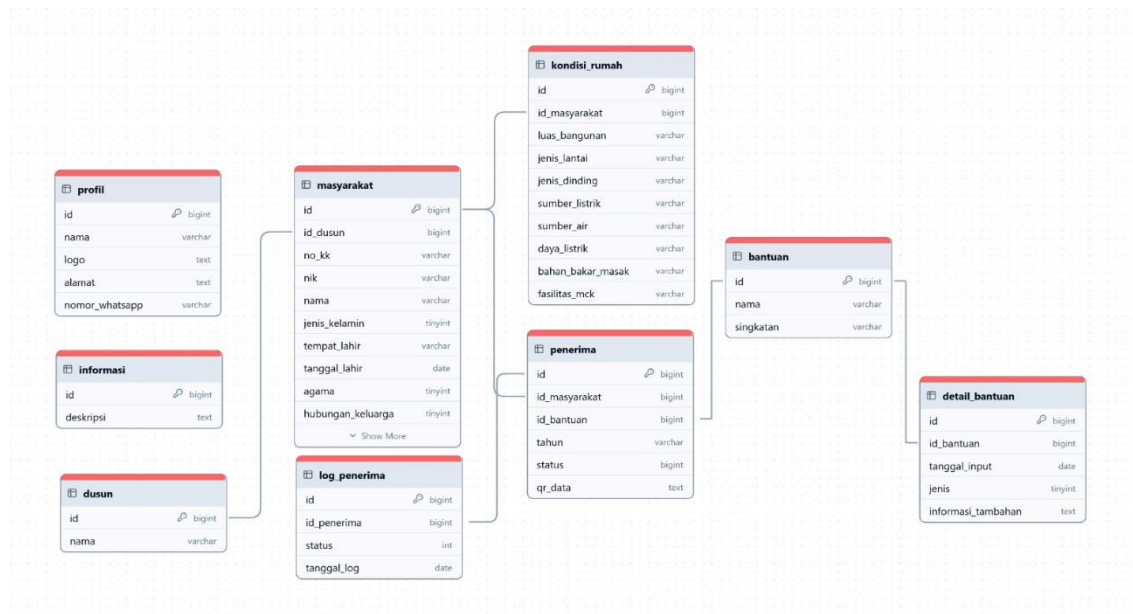 profil
id bigint
nama varchar
logo text
alamat text
nomor_whatsapp varchar
informasi
id bigint
deskripsi text
dusun
id bigint
nama varchar
masyarakat
id bigint
id_dusun bigint
no_kk varchar
nik varchar
nama varchar
jenis_kelamin tinyint
tempat_lahir varchar
tanggal_lahir date
agama tinyint
hubungan_keluarga tinyint
Show More
log_penerima
id bigint
id_penerima bigint
status int
tanggal_log date
kondisi_rumah
id bigint
id_masyarakat bigint
luas_bangunan varchar
jenis_lantai varchar
jenis_dinding varchar
sumber_listrik varchar
sumber_air varchar
daya_listrik varchar
bahan_bakar_masak varchar
fasilitas_mck varchar
penerima
id bigint
id_masyarakat bigint
id_bantuan bigint
tahun varchar
status bigint
qr_data text
bantuan
id bigint
nama varchar
singkatan varchar
detail_bantuan
id bigint
id_bantuan bigint
tanggal_input date
jenis tinyint
informasi_tambahan text